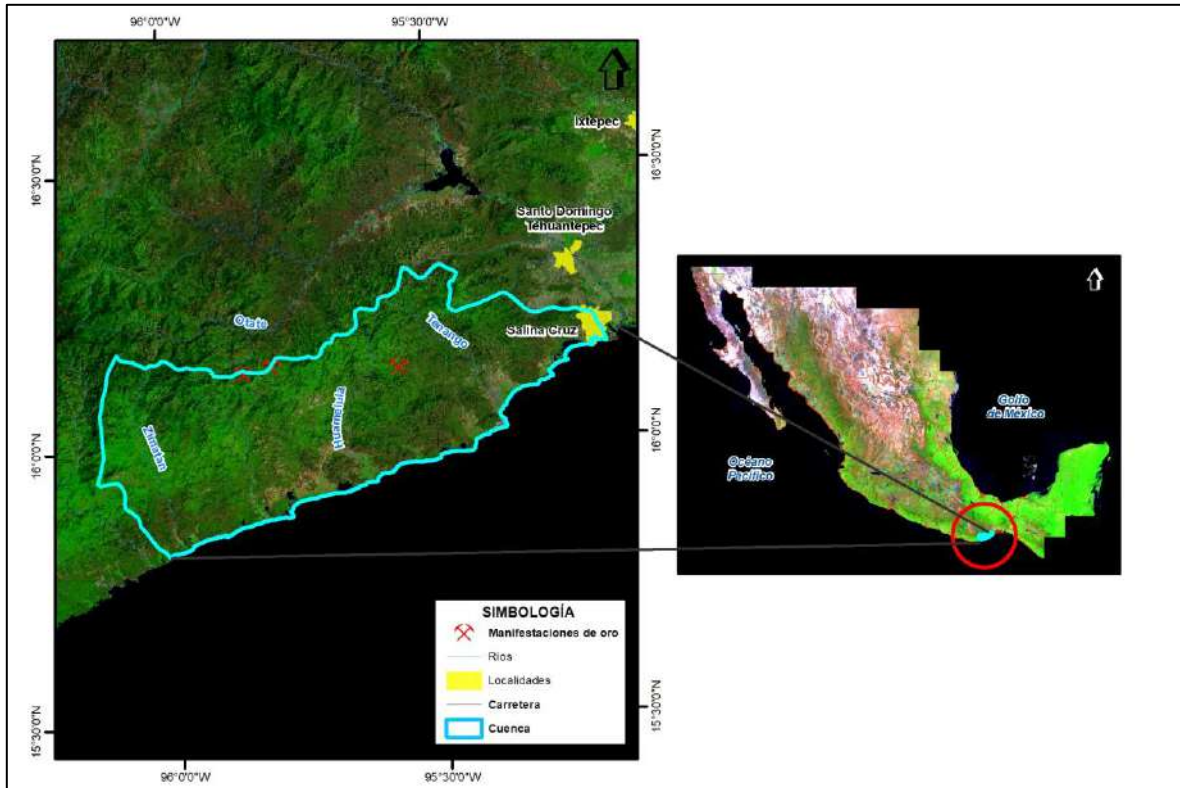 96°0'0"W
95°30'0"W
16°30'0"N
16°0'0"N
15°30'0"N
Ixtepec
Santo Domingo
Tehuantepec
Salina Cruz
Otate
Tenango
Huamelula
Zimatan
16°30'0"N
16°0'0"N
15°30'0"N
96°0'0"W
95°30'0"W
SIMBOLOGÍA
Manifestaciones de oro
Rios
Localidades
Carretera
Cuenca
Golfo
de México
Océano
Pacífico